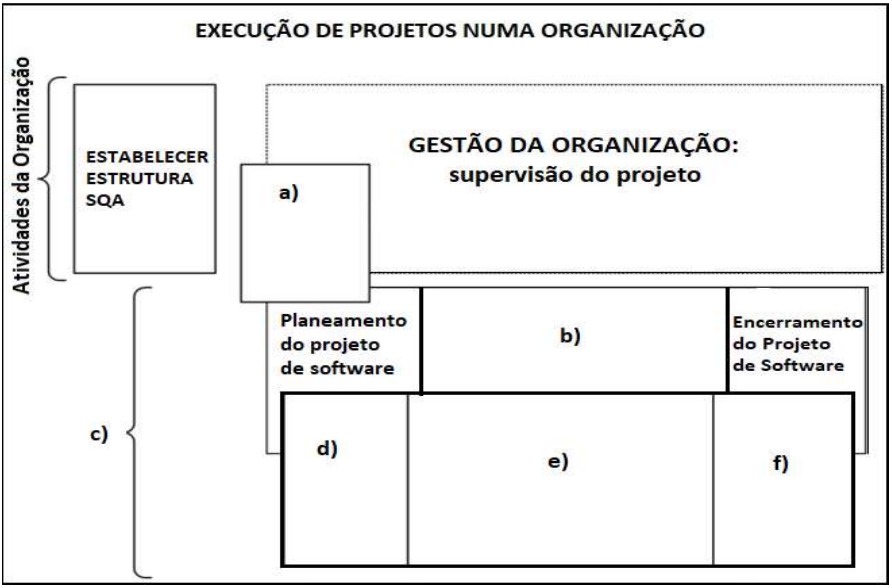 EXECUÇÃO DE PROJETOS NUMA ORGANIZAÇÃO
Atividades da Organização
ESTABELECER
ESTRUTURA
SQA
GESTÃO DA ORGANIZAÇÃO:
supervisão do projeto
a)
Planeamento
do projeto
de software
b)
Encerramento
do Projeto
de Software
c)
d)
e)
f)